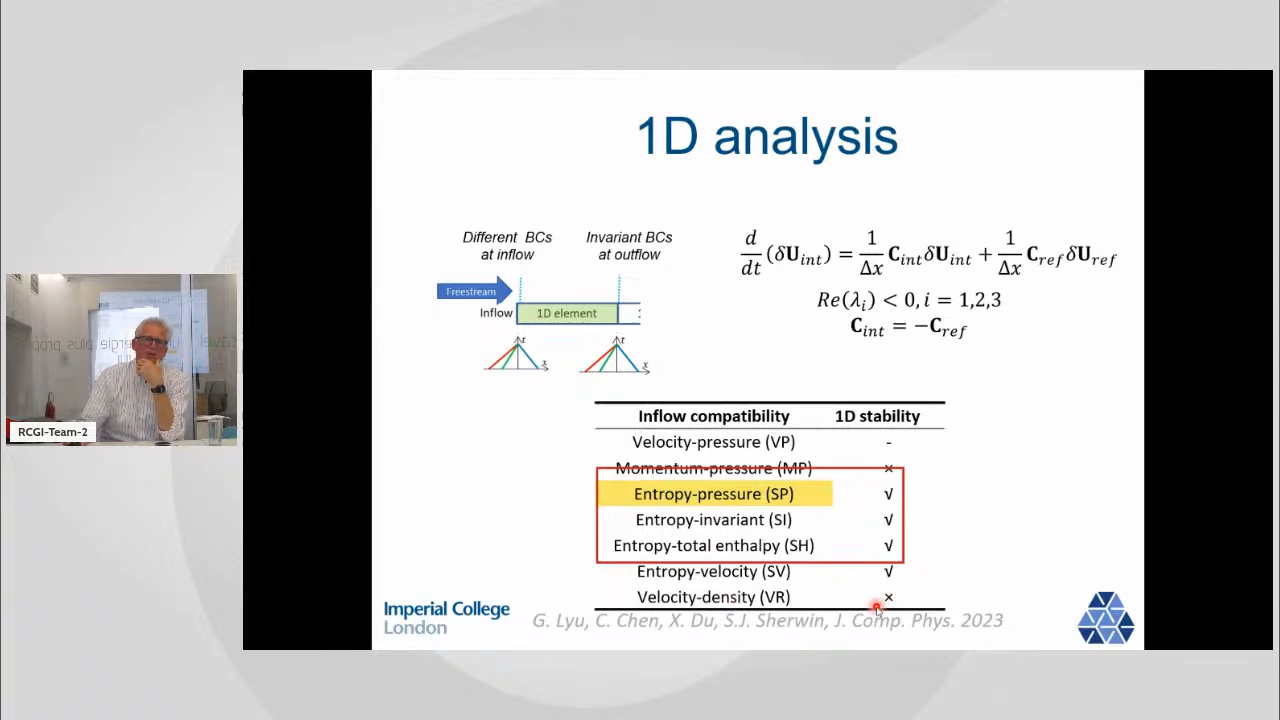 1D analysis
Different BCs at inflow
Invariant BCs at outflow
Freestream
Inflow
1D element
t
x
t
x
d/dt (δU_int) = 1/Δx C_int δU_int + 1/Δx C_ref δU_ref
Re(λ_i) < 0, i = 1,2,3
C_int = −C_ref
Inflow compatibility 1D stability
Velocity-pressure (VP) -
Momentum-pressure (MP) ×
Entropy-pressure (SP) √
Entropy-invariant (SI) √
Entropy-total enthalpy (SH) √
Entropy-velocity (SV) √
Velocity-density (VR) ×
G. Lyu, C. Chen, X. Du, S.J. Sherwin, J. Comp. Phys. 2023
Imperial College
London
RCGI-Team-2